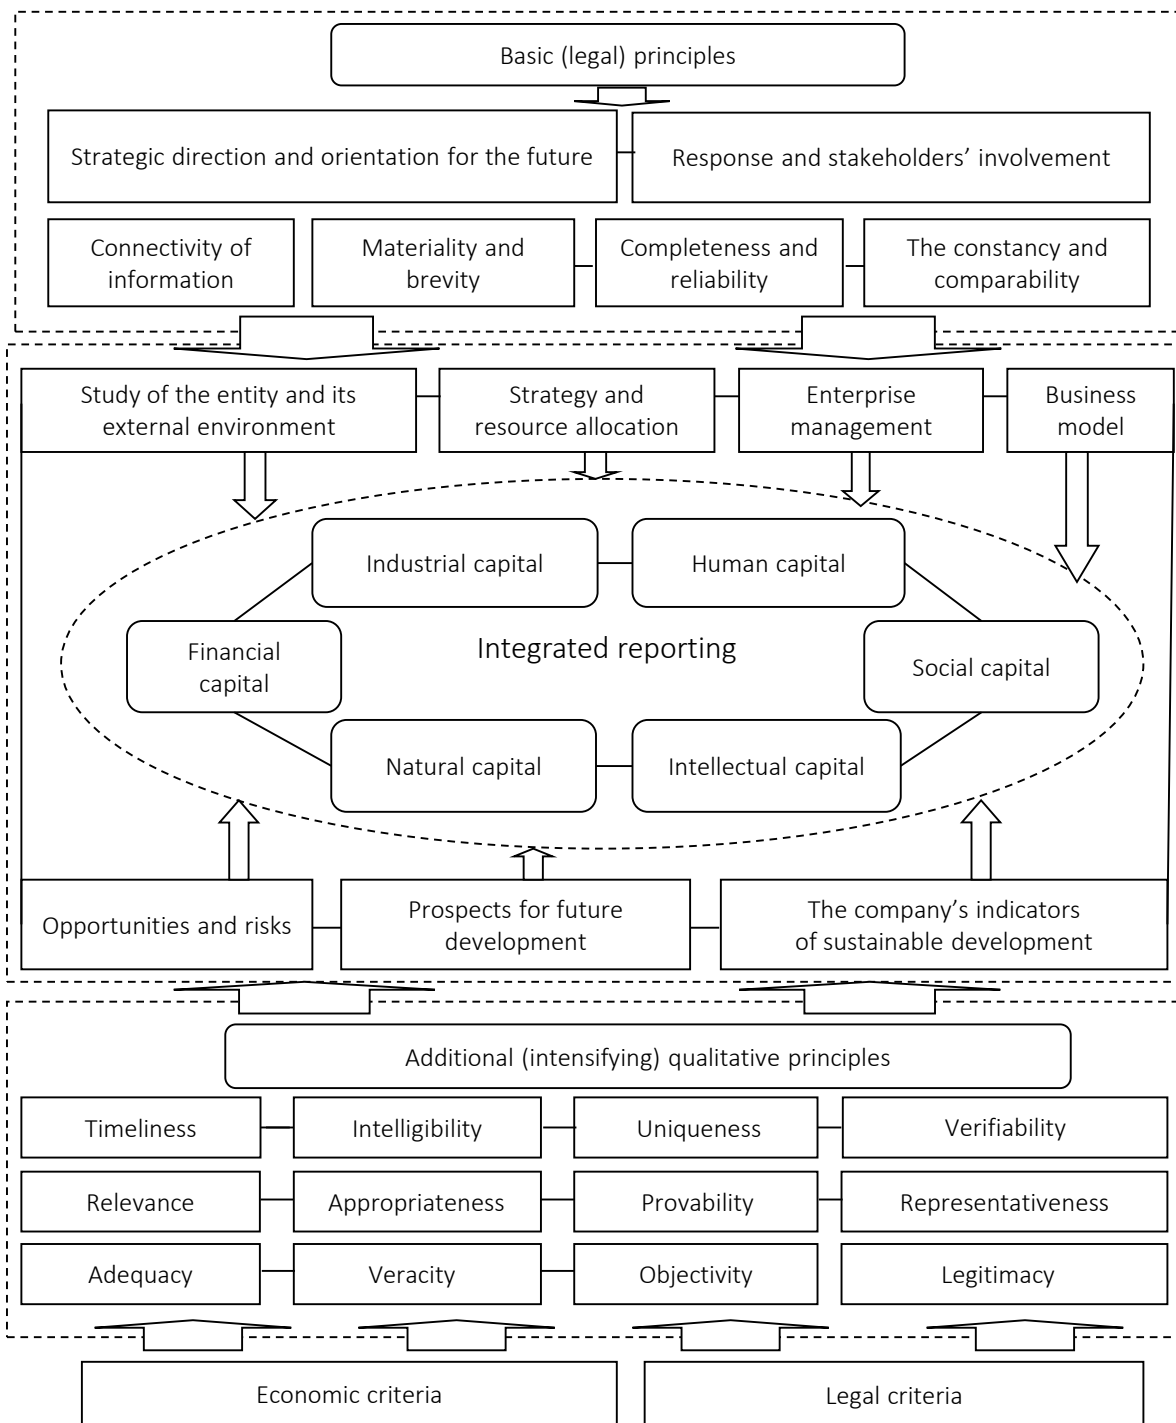 Basic (legal) principles
Strategic direction and orientation for the future
Response and stakeholders’ involvement
Connectivity of
information
Materiality and
brevity
Completeness and
reliability
The constancy and
comparability
Study of the entity and its
external environment
Strategy and
resource allocation
Enterprise
management
Business
model
Industrial capital
Human capital
Financial
capital
Integrated reporting
Social capital
Natural capital
Intellectual capital
Opportunities and risks
Prospects for future
development
The company’s indicators
of sustainable development
Additional (intensifying) qualitative principles
Timeliness
Intelligibility
Uniqueness
Verifiability
Relevance
Appropriateness
Provability
Representativeness
Adequacy
Veracity
Objectivity
Legitimacy
Economic criteria
Legal criteria